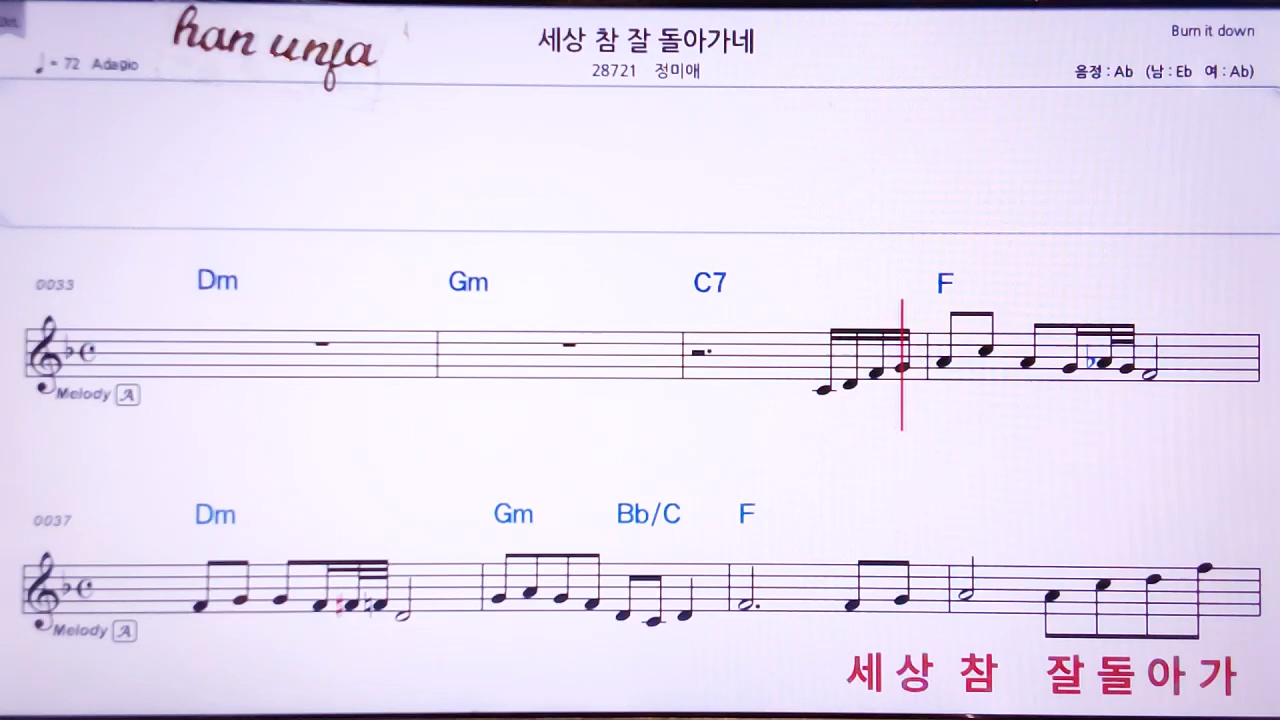 han unfa
세상 참 잘 돌아가네
Burn it down
♩= 72 Adagio
28721 정미애
음정 : Ab (남 : Eb 여 : Ab)
0033 Dm Gm C7 F
Melody A
0037 Dm Gm Bb/C F
Melody A
세 상 참 잘 돌 아 가